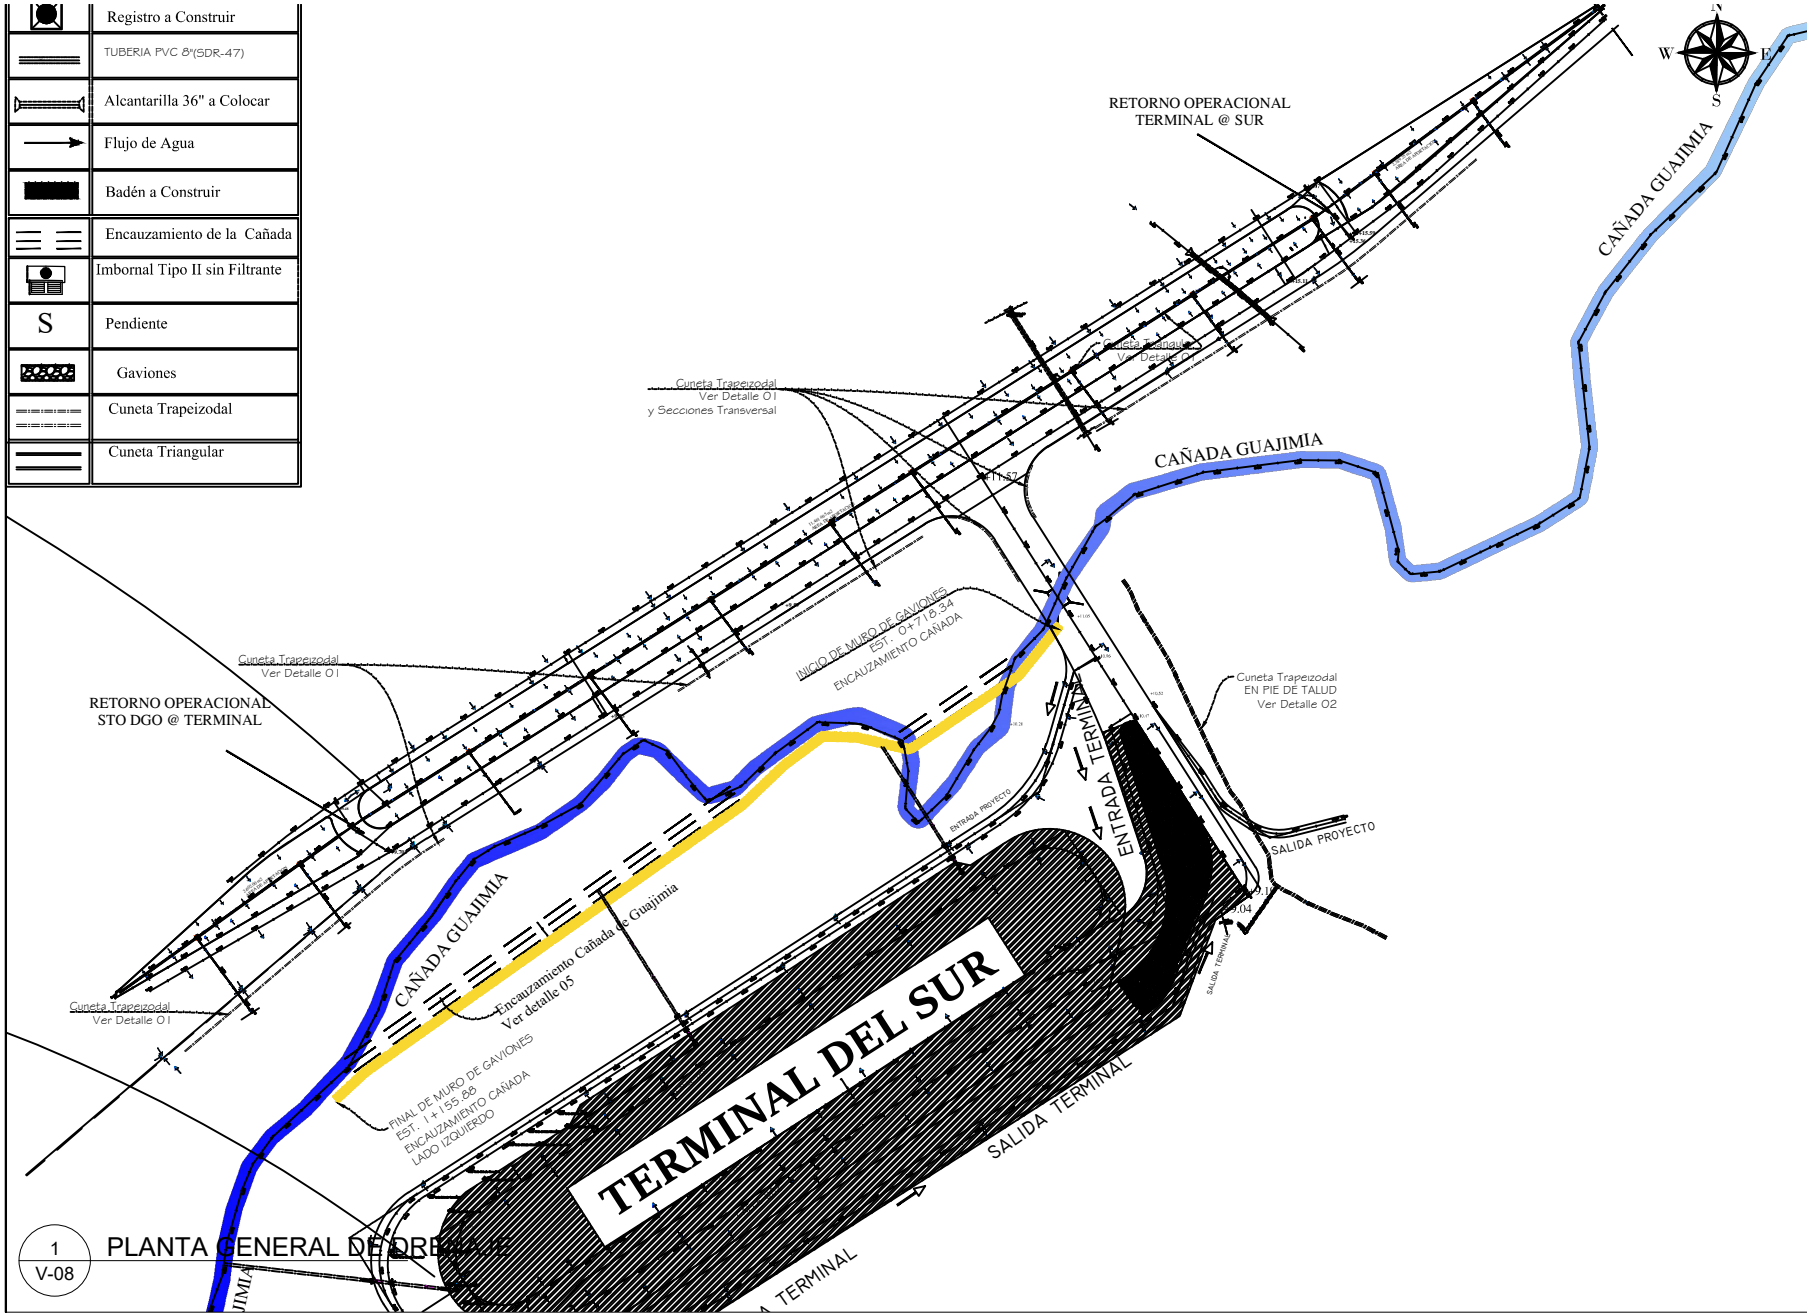 Registro a Construir
TUBERIA PVC 8"(SDR-47)
Alcantarilla 36" a Colocar
Flujo de Agua
Badén a Construir
Encauzamiento de la Cañada
Imbornal Tipo II sin Filtrante
S
Pendiente
Gaviones
Cuneta Trapeizodal
Cuneta Triangular
N
W
E
S
RETORNO OPERACIONAL
TERMINAL @ SUR
CAÑADA GUAJIMIA
Cuneta Triangular
Ver Detalle 01
Cuneta Trapeizodal
Ver Detalle 01
y Secciones Transversal
CAÑADA GUAJIMIA
+11.57
INICIO DE MURO DE GAVIONES
EST. 0+718.34
ENCAUZAMIENTO CAÑADA
Cuneta Trapeizodal
Ver Detalle 01
RETORNO OPERACIONAL
STO DGO @ TERMINAL
Cuneta Trapeizodal
EN PIE DE TALUD
Ver Detalle 02
ENTRADA TERMINAL
ENTRADA PROYECTO
SALIDA PROYECTO
CAÑADA GUAJIMIA
Encauzamiento Cañada de Guajimia
Ver detalle 05
9.04
SALIDA TERMINAL
Cuneta Trapeizodal
Ver Detalle 01
FINAL DE MURO DE GAVIONES
EST. 1+155.88
ENCAUZAMIENTO CAÑADA
LADO IZQUIERDO
TERMINAL DEL SUR
SALIDA TERMINAL
1
V-08
PLANTA GENERAL DE DRENAJE
JIMIA
A TERMINAL